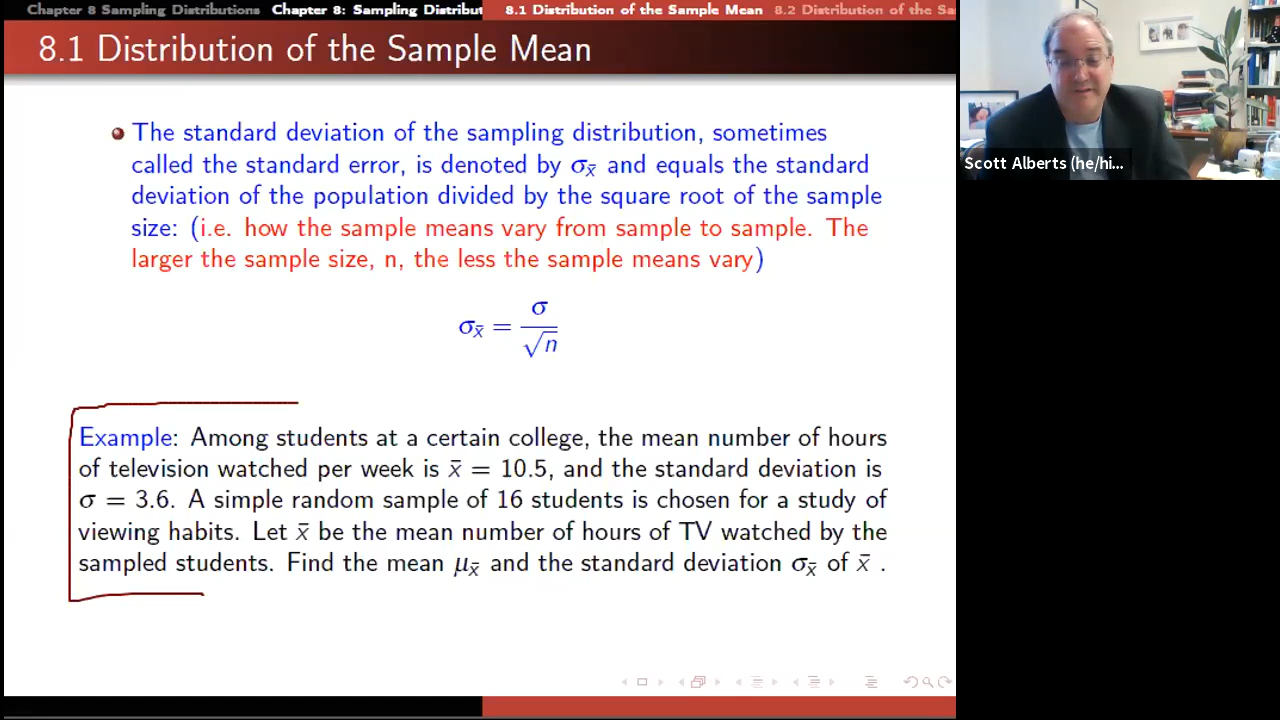 Chapter 8 Sampling Distributions Chapter 8: Sampling Distribut 8.1 Distribution of the Sample Mean 8.2 Distribution of the Sa
8.1 Distribution of the Sample Mean
The standard deviation of the sampling distribution, sometimes
called the standard error, is denoted by σx̄ and equals the standard
deviation of the population divided by the square root of the sample
size: (i.e. how the sample means vary from sample to sample. The
larger the sample size, n, the less the sample means vary)
σx̄ = σ/√n
Example: Among students at a certain college, the mean number of hours
of television watched per week is x̄ = 10.5, and the standard deviation is
σ = 3.6. A simple random sample of 16 students is chosen for a study of
viewing habits. Let x̄ be the mean number of hours of TV watched by the
sampled students. Find the mean μx̄ and the standard deviation σx̄ of x̄ .
Scott Alberts (he/hi...